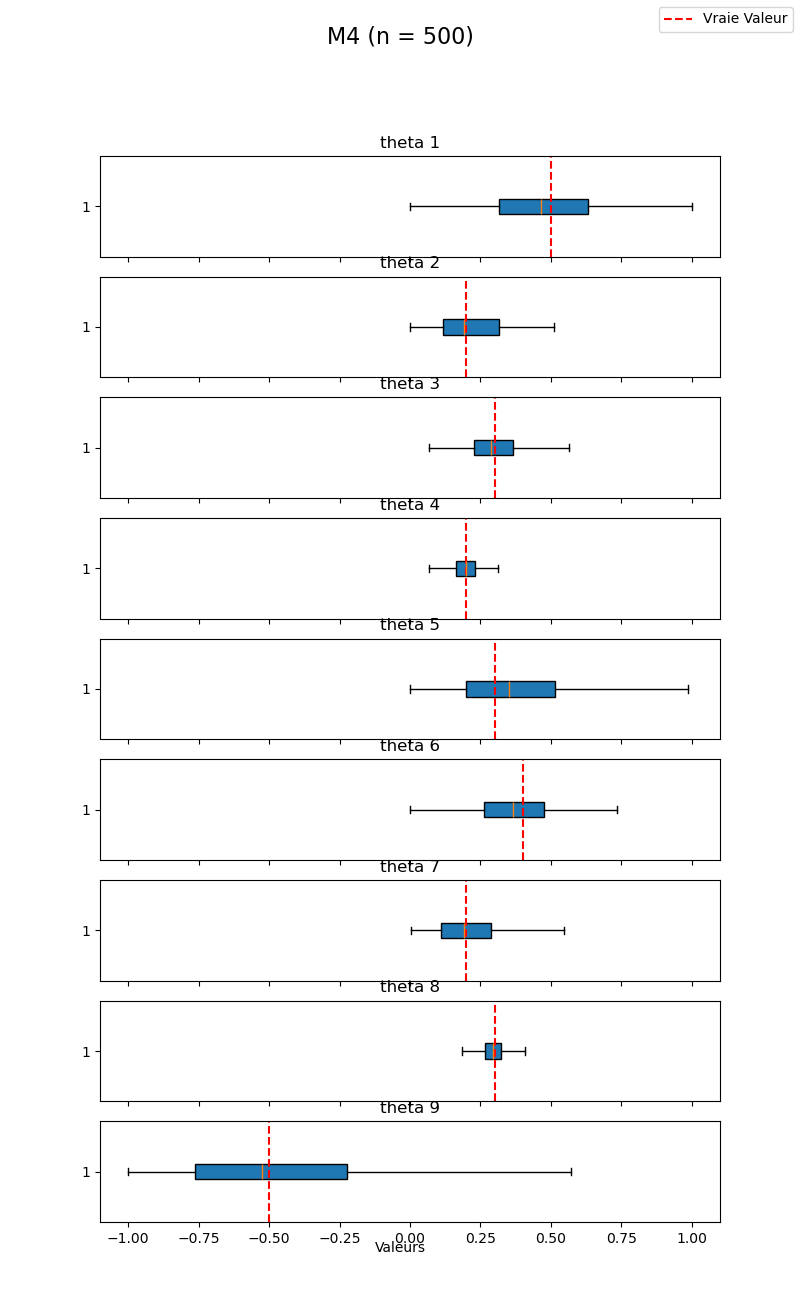 Vraie Valeur
M4 (n = 500)
theta 1
1
theta 2
1
theta 3
1
theta 4
1
theta 5
1
theta 6
1
theta 7
1
theta 8
1
theta 9
1
−1.00 −0.75 −0.50 −0.25 0.00 0.25 0.50 0.75 1.00
Valeurs